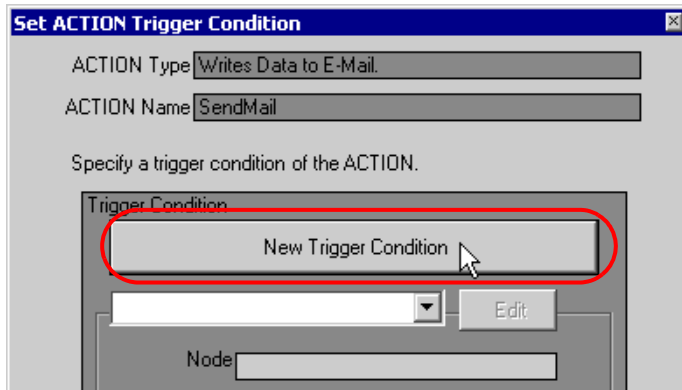 Set ACTION Trigger Condition
ACTION Type Writes Data to E-Mail.
ACTION Name SendMail
Specify a trigger condition of the ACTION.
Trigger Condition
New Trigger Condition
Edit
Node